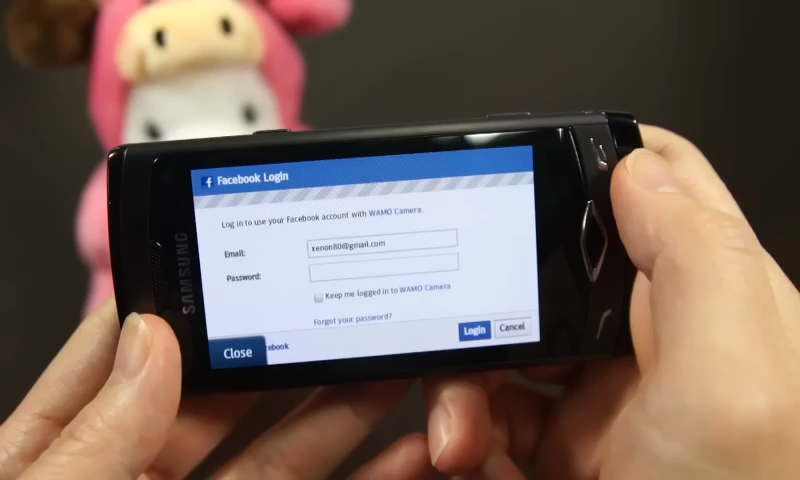 Facebook Login
Log in to use your Facebook account with WAMO Camera.
Email: xenon80@gmail.com
Password:
Keep me logged in to WAMO Camera
Forgot your password?
Login Cancel
Close
cebook
SAMSUNG